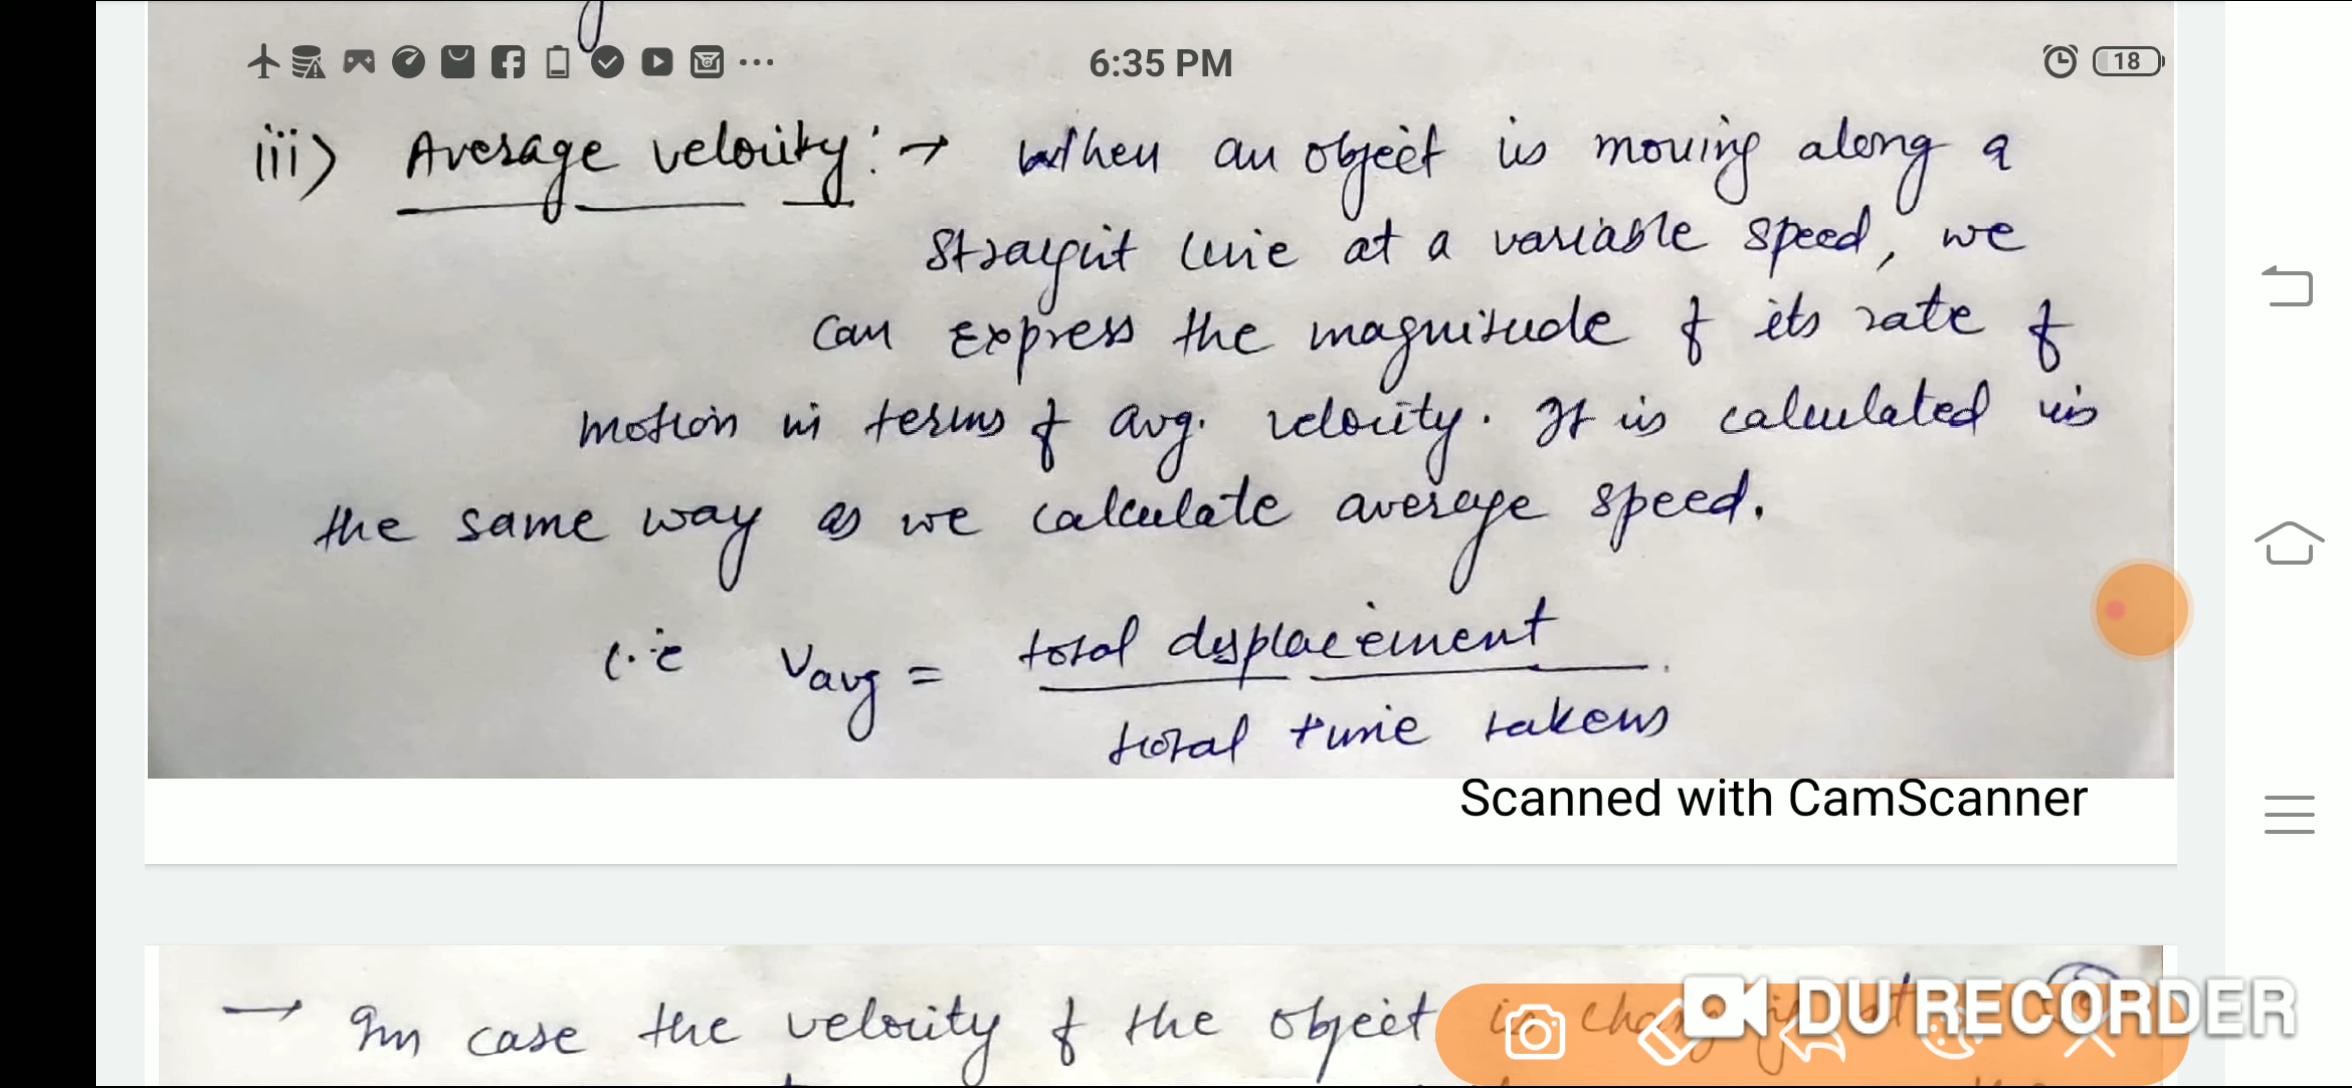 6:35 PM
18
iii) Average velocity:→ When an object is moving along a
straight line at a variable speed, we
can express the magnitude of its rate of
motion in terms of avg. velocity. It is calculated in
the same way as we calculate average speed.
i.e Vavg = total displacement
total time taken
Scanned with CamScanner
→ In case the velocity of the object is changing at
DU RECORDER